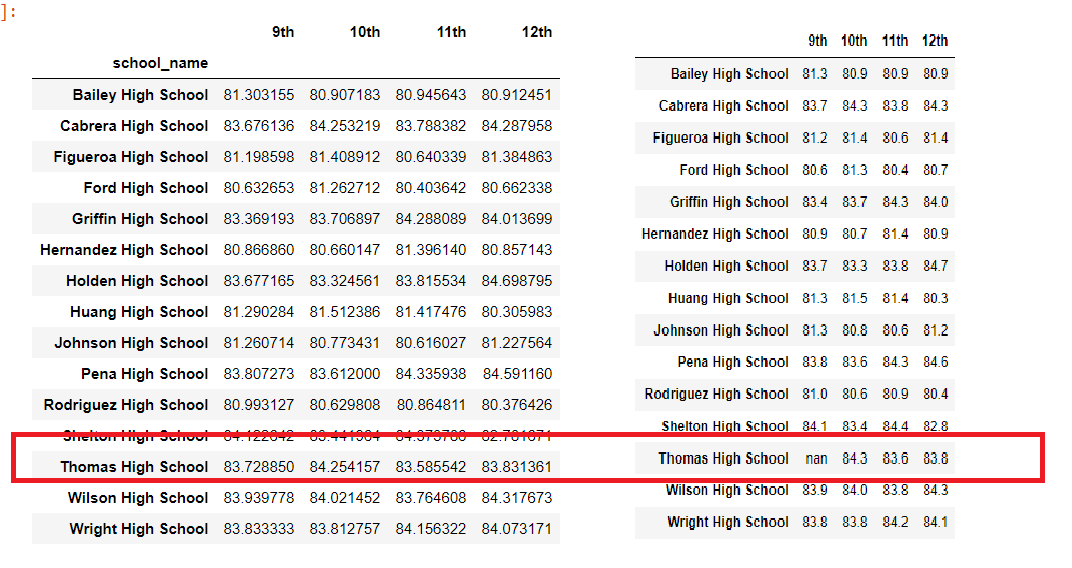 ]:
9th 10th 11th 12th
school_name
Bailey High School 81.303155 80.907183 80.945643 80.912451
Cabrera High School 83.676136 84.253219 83.788382 84.287958
Figueroa High School 81.198598 81.408912 80.640339 81.384863
Ford High School 80.632653 81.262712 80.403642 80.662338
Griffin High School 83.369193 83.706897 84.288089 84.013699
Hernandez High School 80.866860 80.660147 81.396140 80.857143
Holden High School 83.677165 83.324561 83.815534 84.698795
Huang High School 81.290284 81.512386 81.417476 80.305983
Johnson High School 81.260714 80.773431 80.616027 81.227564
Pena High School 83.807273 83.612000 84.335938 84.591160
Rodriguez High School 80.993127 80.629808 80.864811 80.376426
Shelton High School
Thomas High School 83.728850 84.254157 83.585542 83.831361
Wilson High School 83.939778 84.021452 83.764608 84.317673
Wright High School 83.833333 83.812757 84.156322 84.073171
9th 10th 11th 12th
Bailey High School 81.3 80.9 80.9 80.9
Cabrera High School 83.7 84.3 83.8 84.3
Figueroa High School 81.2 81.4 80.6 81.4
Ford High School 80.6 81.3 80.4 80.7
Griffin High School 83.4 83.7 84.3 84.0
Hernandez High School 80.9 80.7 81.4 80.9
Holden High School 83.7 83.3 83.8 84.7
Huang High School 81.3 81.5 81.4 80.3
Johnson High School 81.3 80.8 80.6 81.2
Pena High School 83.8 83.6 84.3 84.6
Rodriguez High School 81.0 80.6 80.9 80.4
Shelton High School 84.1 83.4 84.4 82.8
Thomas High School nan 84.3 83.6 83.8
Wilson High School 83.9 84.0 83.8 84.3
Wright High School 83.8 83.8 84.2 84.1